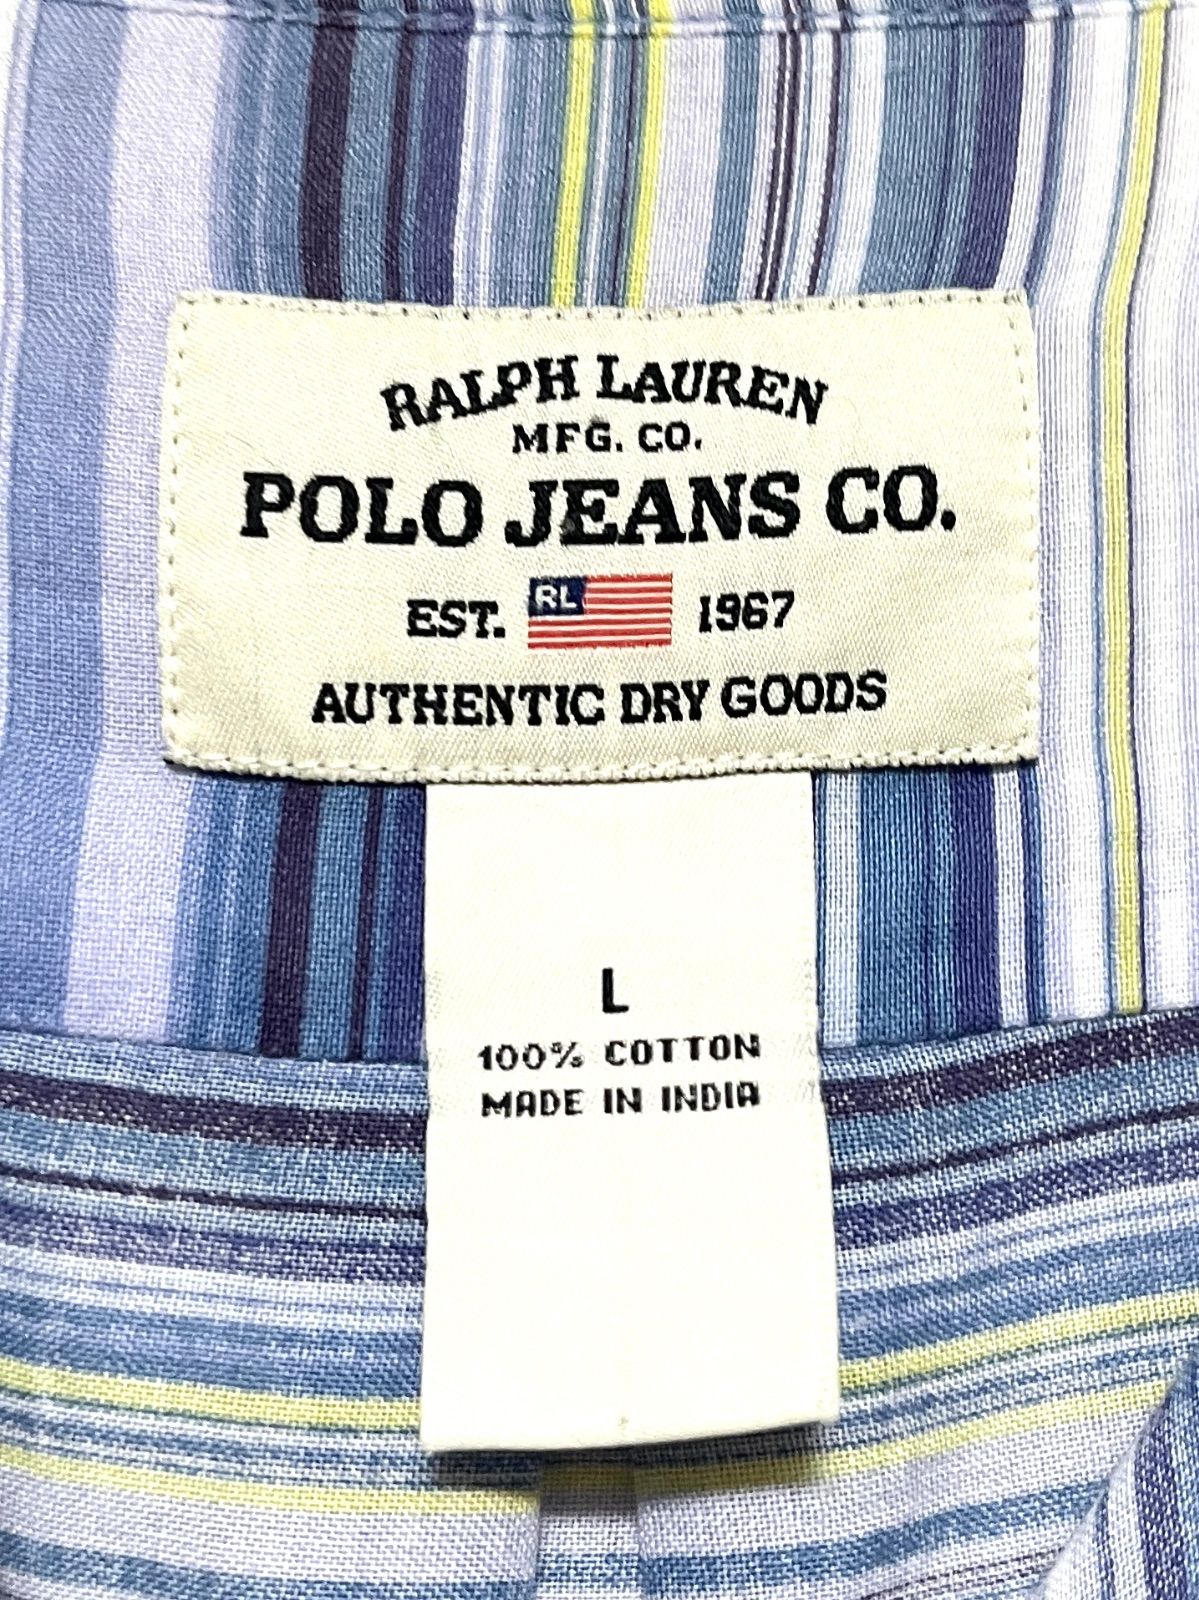 RALPH LAUREN
MFG. CO.
POLO JEANS CO.
EST. RL 1967
AUTHENTIC DRY GOODS
L
100% COTTON
MADE IN INDIA